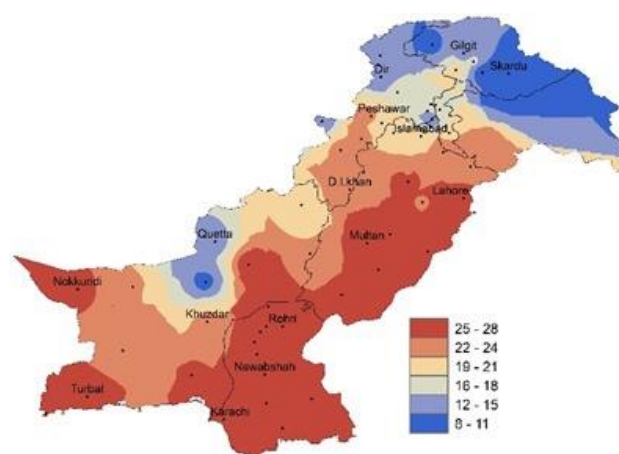 Gilgit
Skardu
Dir
Peshawar
Islamabad
D.I.khan
Lahore
Multan
Quetta
Nokkundi
Khuzdar
Rohri
Nawabshah
Turbat
Karachi
25 - 28
22 - 24
19 - 21
16 - 18
12 - 15
8 - 11